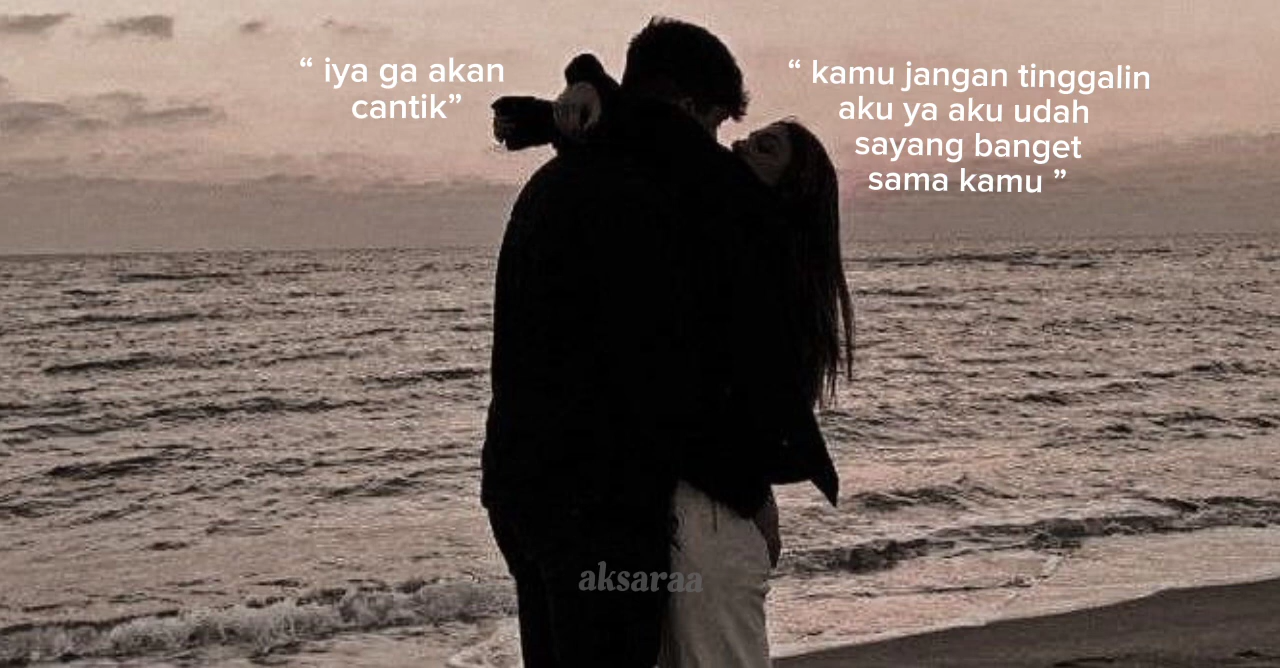 “ iya ga akan
cantik”
“ kamu jangan tinggalin
aku ya aku udah
sayang banget
sama kamu ”
aksaraa